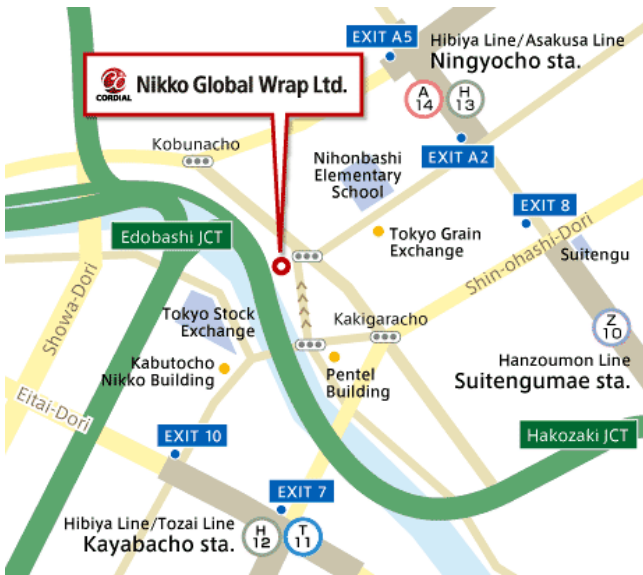 EXIT A5
Hibiya Line/Asakusa Line
Ningyocho sta.
CORDIAL
Nikko Global Wrap Ltd.
A
14
H
13
Kobunacho
Nihonbashi
Elementary
School
EXIT A2
EXIT 8
Edobashi JCT
Tokyo Grain
Exchange
Shin-ohashi-Dori
Suitengu
Showa-Dori
Tokyo Stock
Exchange
Kakigaracho
Z
10
Kabutocho
Nikko Building
Pentel
Building
Hanzoumon Line
Suitengumae sta.
Eitai-Dori
EXIT 10
Hakozaki JCT
EXIT 7
Hibiya Line/Tozai Line
Kayabacho sta.
H
12
T
11